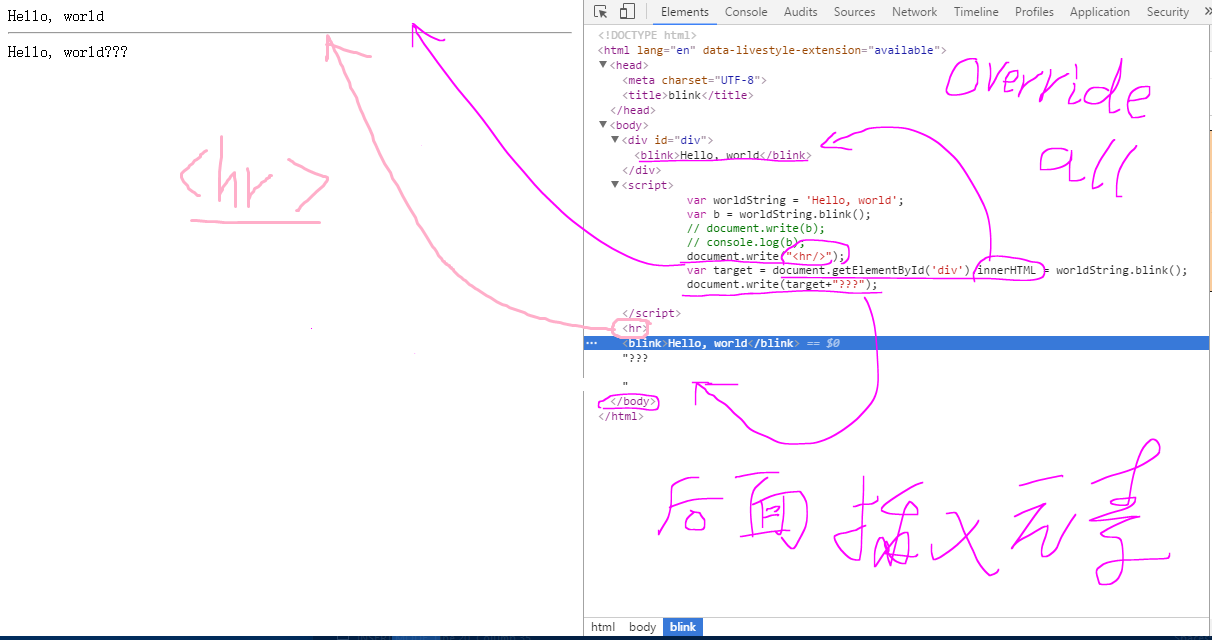 Hello, world
Hello, world???
<hr>
Elements Console Audits Sources Network Timeline Profiles Application Security »
<!DOCTYPE html>
<html lang="en" data-livestyle-extension="available">
▼<head>
<meta charset="UTF-8">
<title>blink</title>
</head>
▼<body>
▼<div id="div">
<blink>Hello, world</blink>
</div>
▼<script>
var worldString = 'Hello, world';
var b = worldString.blink();
// document.write(b);
// console.log(b);
document.write("<hr/>");
var target = document.getElementById('div').innerHTML = worldString.blink();
document.write(target+"???");
</script>
<hr>
... <blink>Hello, world</blink> == $0
"???
"
</body>
</html>
override
all
后面 插入元素
html body blink